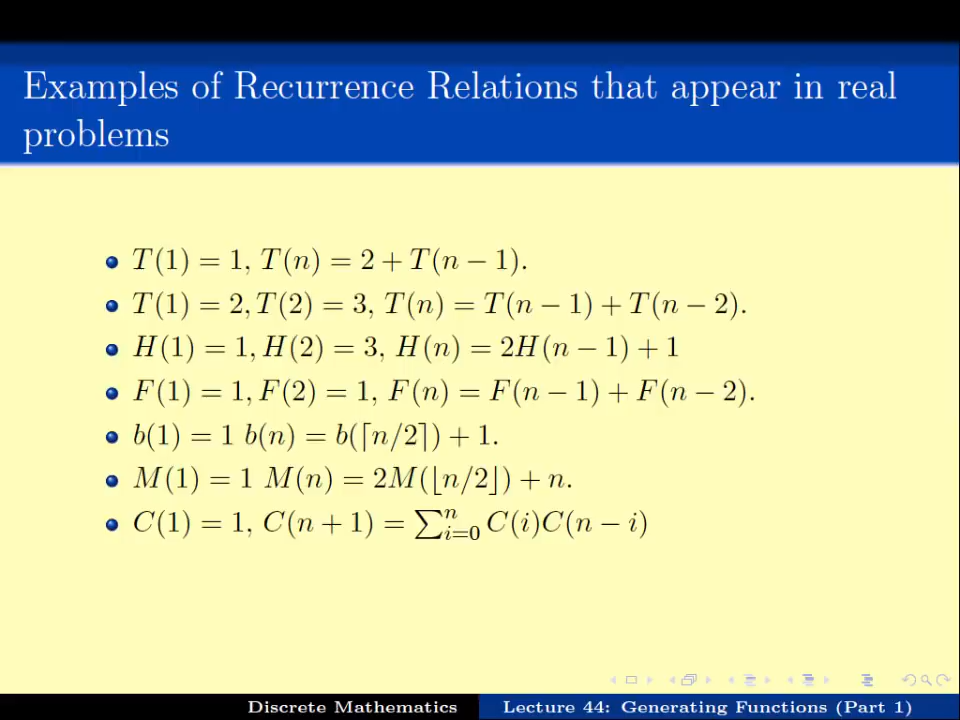 Examples of Recurrence Relations that appear in real
problems
T(1) = 1, T(n) = 2 + T(n − 1).
T(1) = 2, T(2) = 3, T(n) = T(n − 1) + T(n − 2).
H(1) = 1, H(2) = 3, H(n) = 2H(n − 1) + 1
F(1) = 1, F(2) = 1, F(n) = F(n − 1) + F(n − 2).
b(1) = 1 b(n) = b(⌈n/2⌉) + 1.
M(1) = 1 M(n) = 2M(⌊n/2⌋) + n.
C(1) = 1, C(n + 1) = ∑ⁿᵢ₌₀ C(i)C(n − i)
Discrete Mathematics Lecture 44: Generating Functions (Part 1)